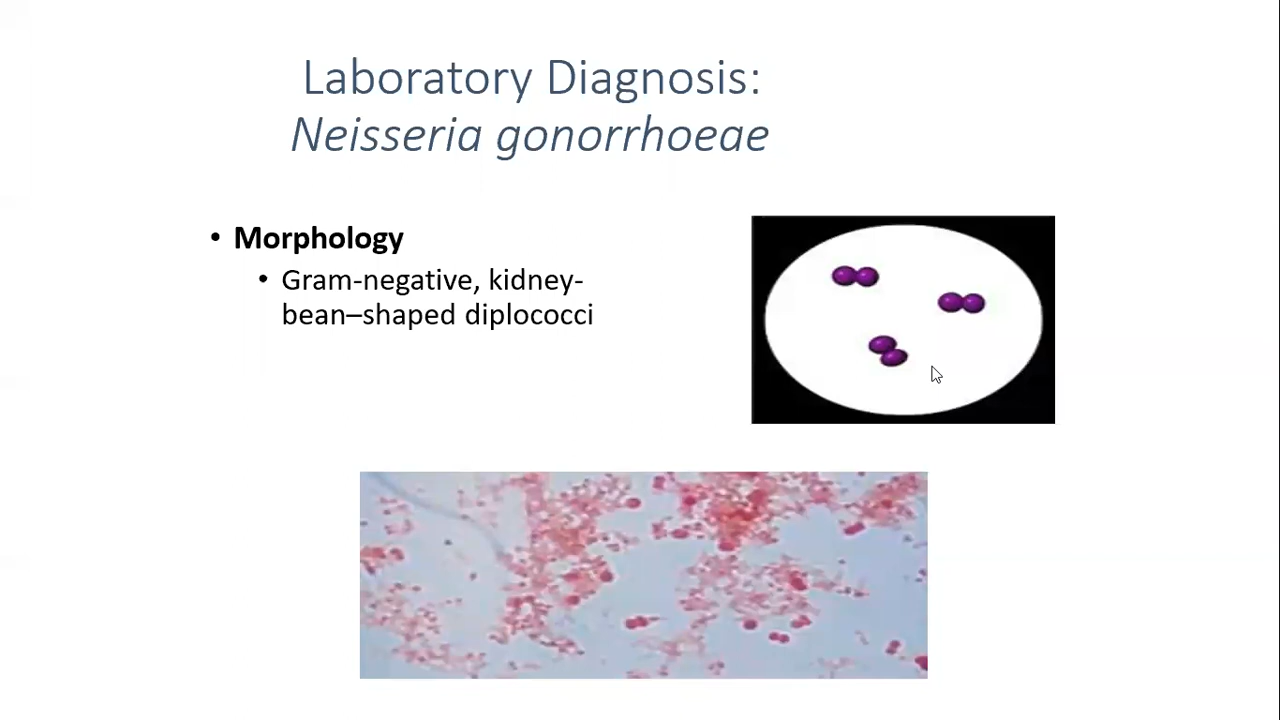 Laboratory Diagnosis:
Neisseria gonorrhoeae
• Morphology
• Gram-negative, kidney-
bean–shaped diplococci